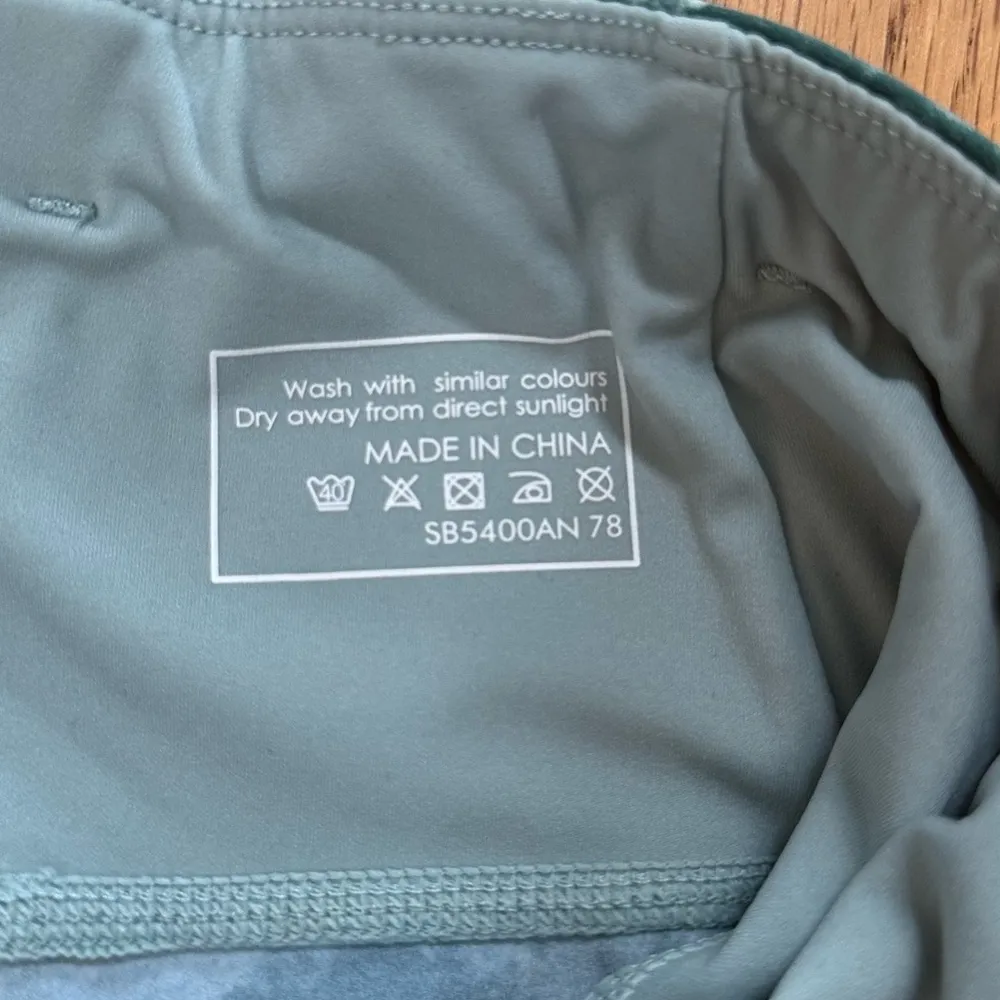 Wash with similar colours
Dry away from direct sunlight
MADE IN CHINA
40
SB5400AN 78